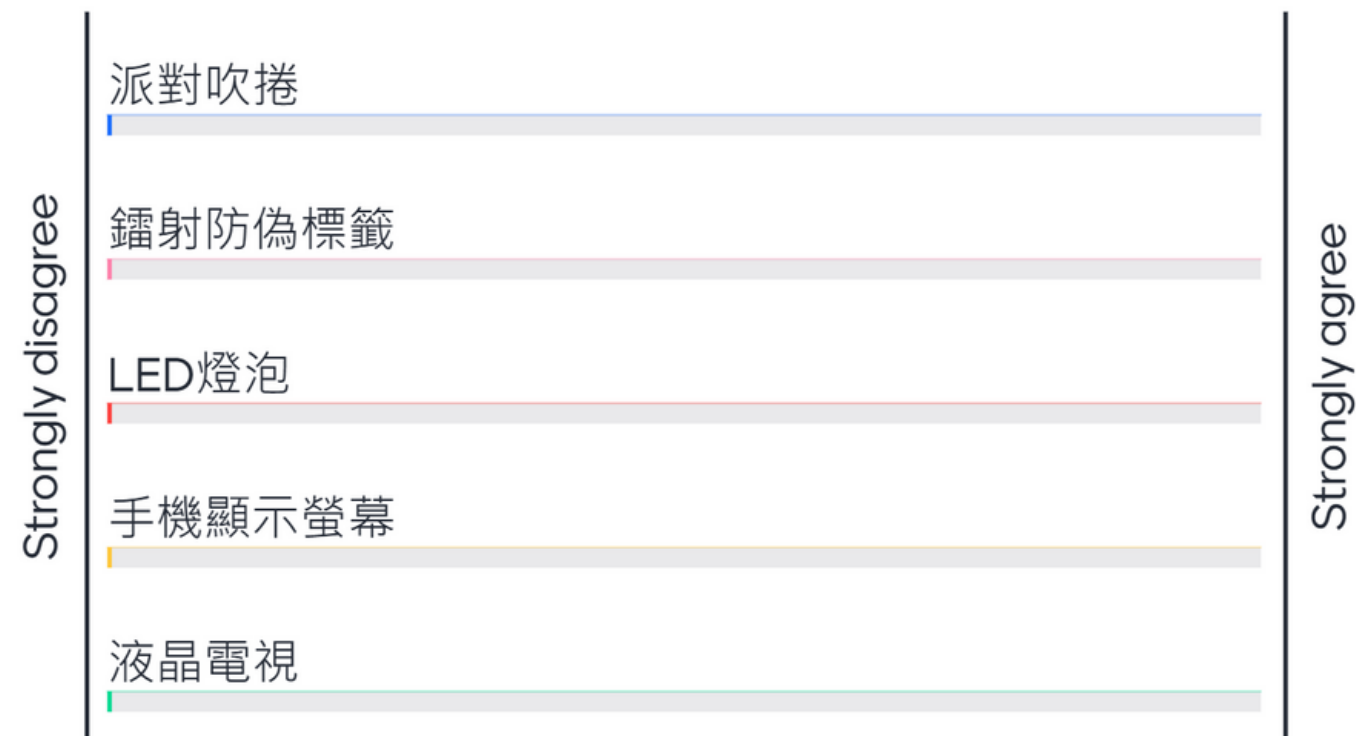 Strongly disagree
派對吹捲
鐳射防偽標籤
LED燈泡
手機顯示螢幕
液晶電視
Strongly agree